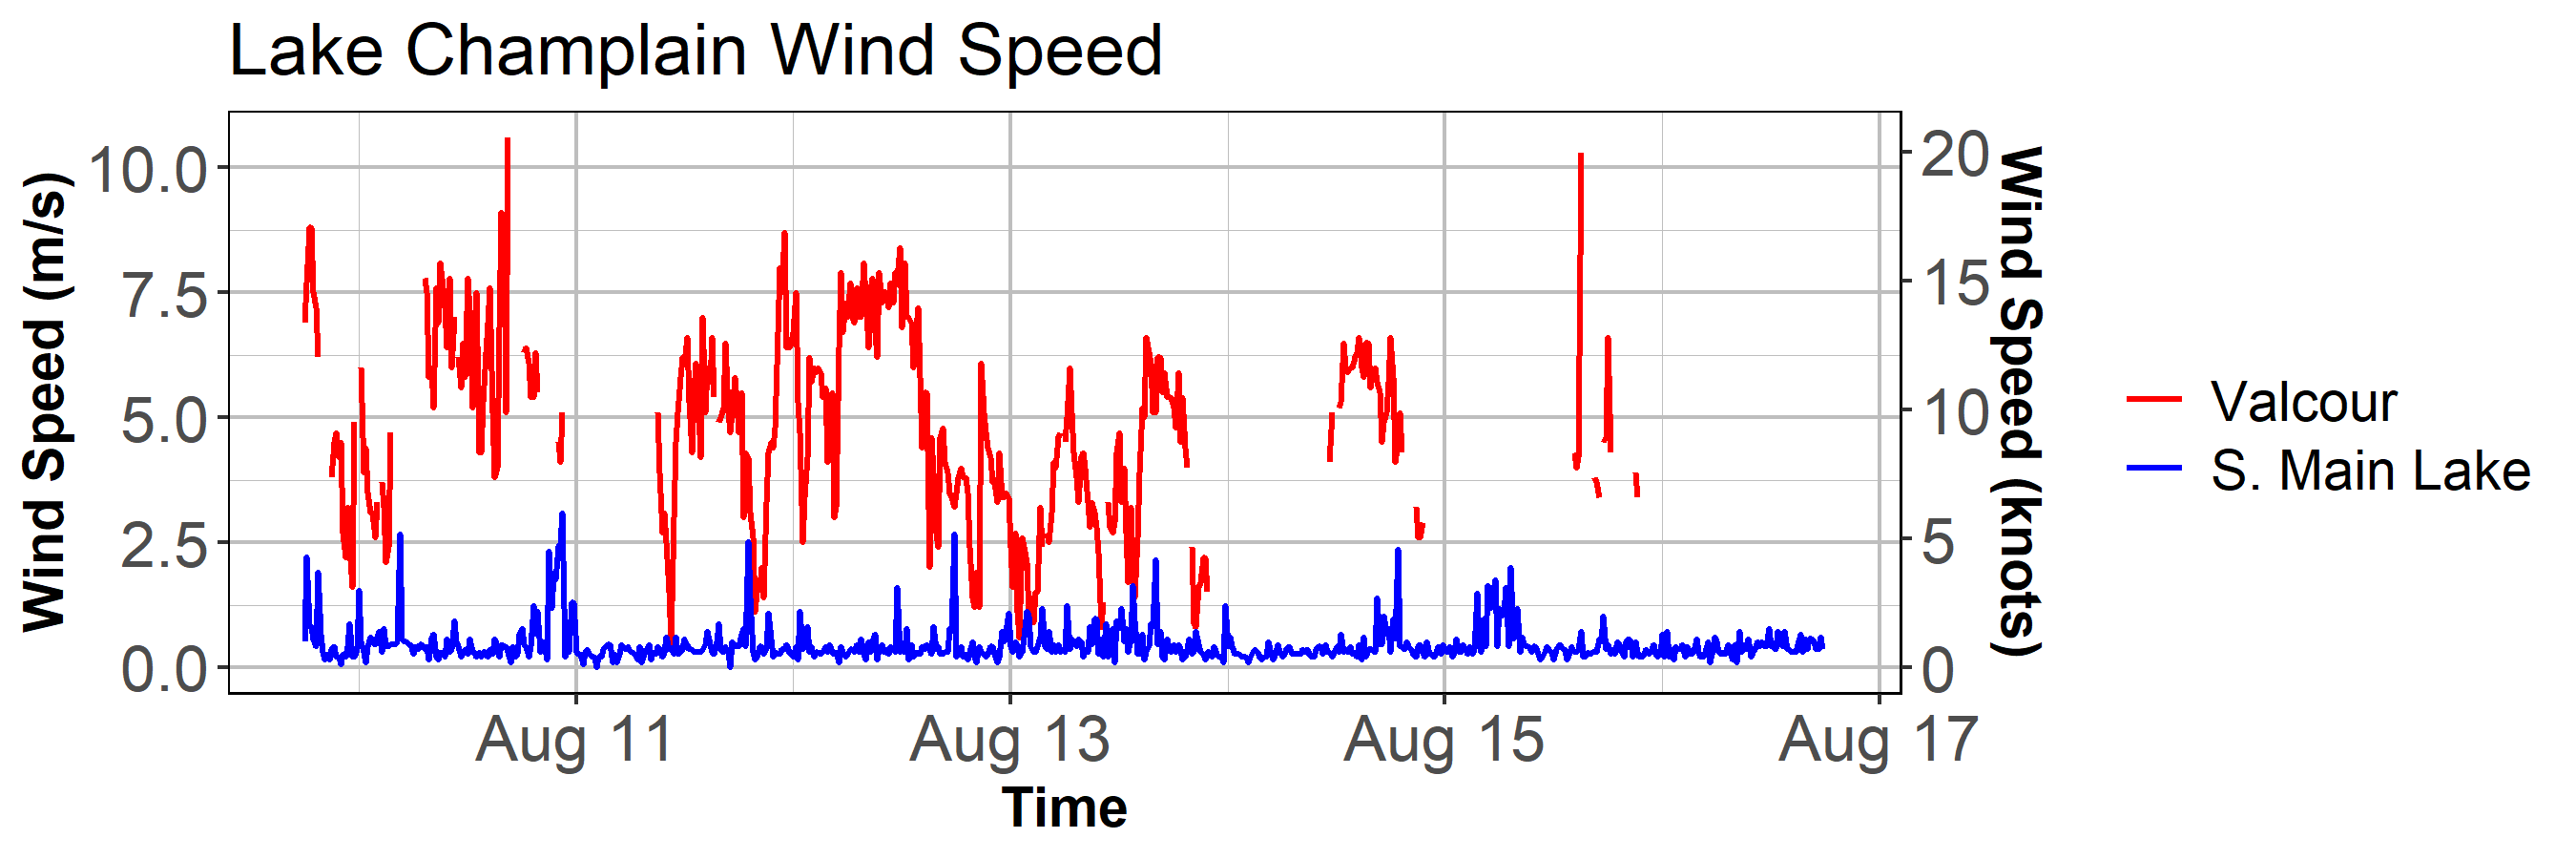 Lake Champlain Wind Speed
Wind Speed (m/s)
10.0
7.5
5.0
2.5
0.0
20
15
10
5
0
Wind Speed (knots)
Aug 11
Aug 13
Aug 15
Aug 17
Time
Valcour
S. Main Lake